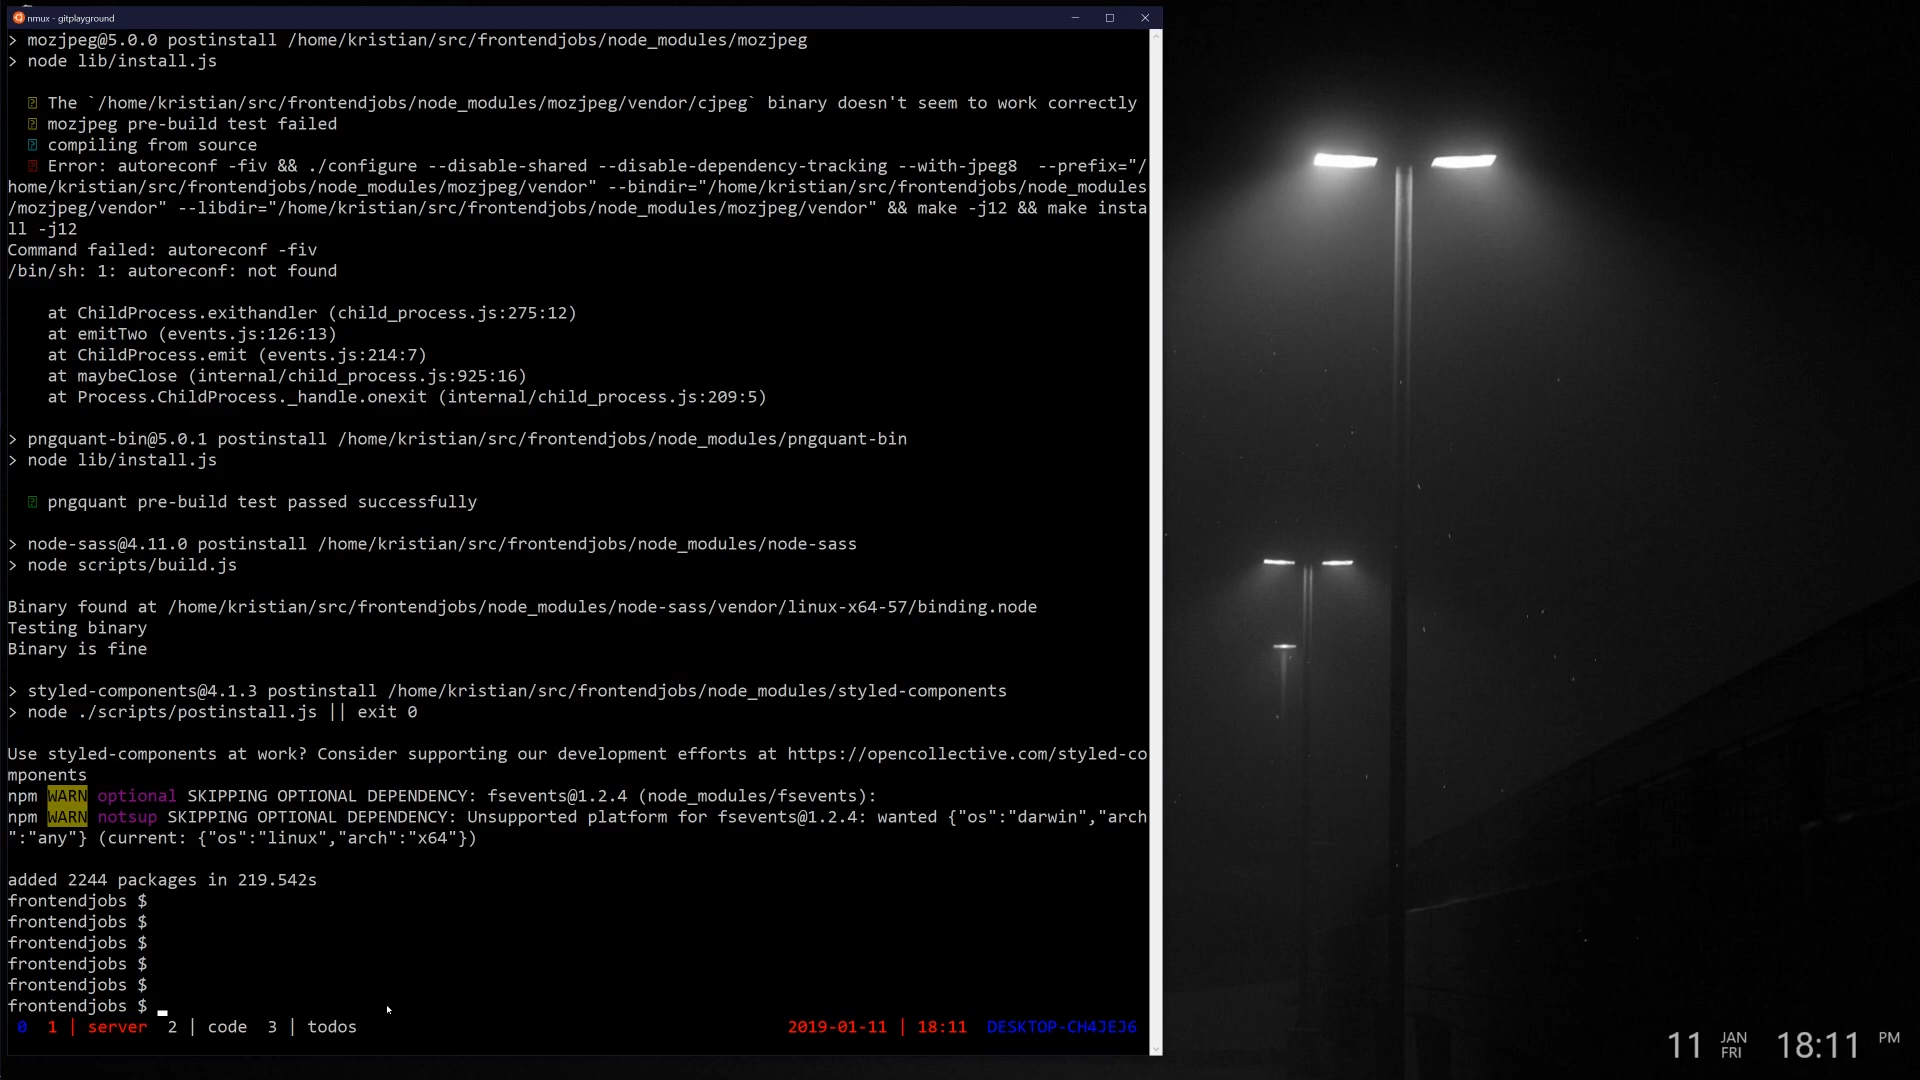 nmux - gitplayground
> mozjpeg@5.0.0 postinstall /home/kristian/src/frontendjobs/node_modules/mozjpeg
> node lib/install.js
The `/home/kristian/src/frontendjobs/node_modules/mozjpeg/vendor/cjpeg` binary doesn't seem to work correctly
mozjpeg pre-build test failed
compiling from source
Error: autoreconf -fiv && ./configure --disable-shared --disable-dependency-tracking --with-jpeg8  --prefix="/
home/kristian/src/frontendjobs/node_modules/mozjpeg/vendor" --bindir="/home/kristian/src/frontendjobs/node_modules
/mozjpeg/vendor" --libdir="/home/kristian/src/frontendjobs/node_modules/mozjpeg/vendor" && make -j12 && make insta
ll -j12
Command failed: autoreconf -fiv
/bin/sh: 1: autoreconf: not found
at ChildProcess.exithandler (child_process.js:275:12)
at emitTwo (events.js:126:13)
at ChildProcess.emit (events.js:214:7)
at maybeClose (internal/child_process.js:925:16)
at Process.ChildProcess._handle.onexit (internal/child_process.js:209:5)
> pngquant-bin@5.0.1 postinstall /home/kristian/src/frontendjobs/node_modules/pngquant-bin
> node lib/install.js
pngquant pre-build test passed successfully
> node-sass@4.11.0 postinstall /home/kristian/src/frontendjobs/node_modules/node-sass
> node scripts/build.js
Binary found at /home/kristian/src/frontendjobs/node_modules/node-sass/vendor/linux-x64-57/binding.node
Testing binary
Binary is fine
> styled-components@4.1.3 postinstall /home/kristian/src/frontendjobs/node_modules/styled-components
> node ./scripts/postinstall.js || exit 0
Use styled-components at work? Consider supporting our development efforts at https://opencollective.com/styled-co
mponents
npm WARN optional SKIPPING OPTIONAL DEPENDENCY: fsevents@1.2.4 (node_modules/fsevents):
npm WARN notsup SKIPPING OPTIONAL DEPENDENCY: Unsupported platform for fsevents@1.2.4: wanted {"os":"darwin","arch
":"any"} (current: {"os":"linux","arch":"x64"})
added 2244 packages in 219.542s
frontendjobs $
frontendjobs $
frontendjobs $
frontendjobs $
frontendjobs $
frontendjobs $
0  1 | server  2 | code  3 | todos  2019-01-11 | 18:11  DESKTOP-CH4JEJ6
11 JAN FRI 18:11 PM